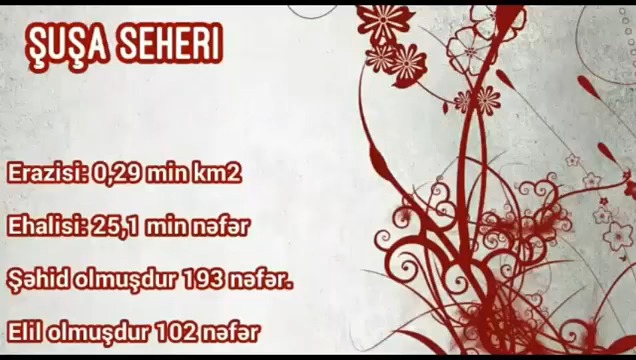 ŞUŞA SEHERI
Erazisi: 0,29 min km2
Ehalisi: 25,1 min nəfər
Şəhid olmuşdur 193 nəfər.
Elil olmuşdur 102 nəfər